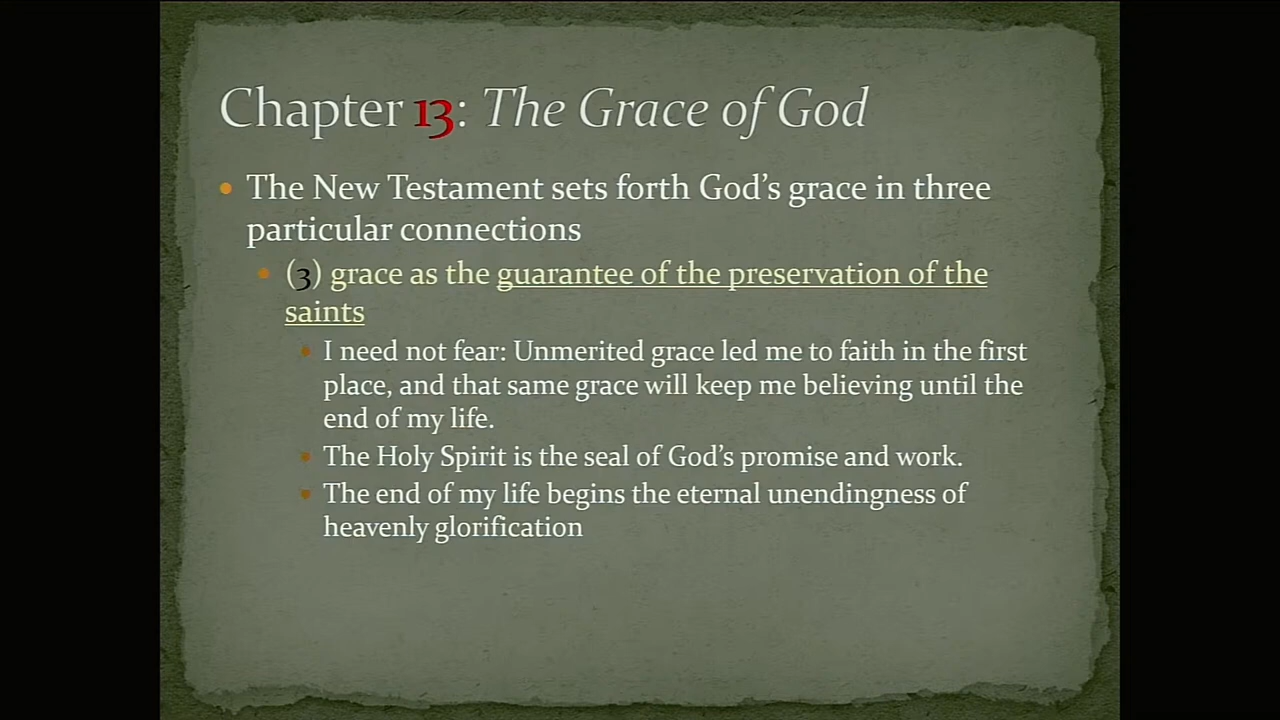 Chapter 13: The Grace of God
The New Testament sets forth God's grace in three
particular connections
(3) grace as the guarantee of the preservation of the
saints
I need not fear: Unmerited grace led me to faith in the first
place, and that same grace will keep me believing until the
end of my life.
The Holy Spirit is the seal of God's promise and work.
The end of my life begins the eternal unendingness of
heavenly glorification